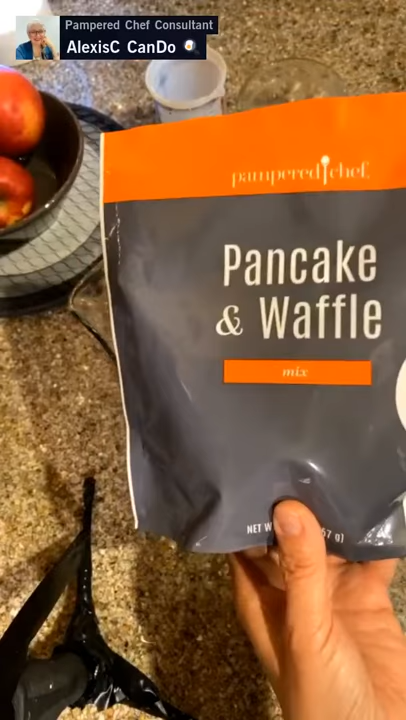 Pampered Chef Consultant
AlexisC CanDo
pampered chef
Pancake
& Waffle
mix
NET 57 g)